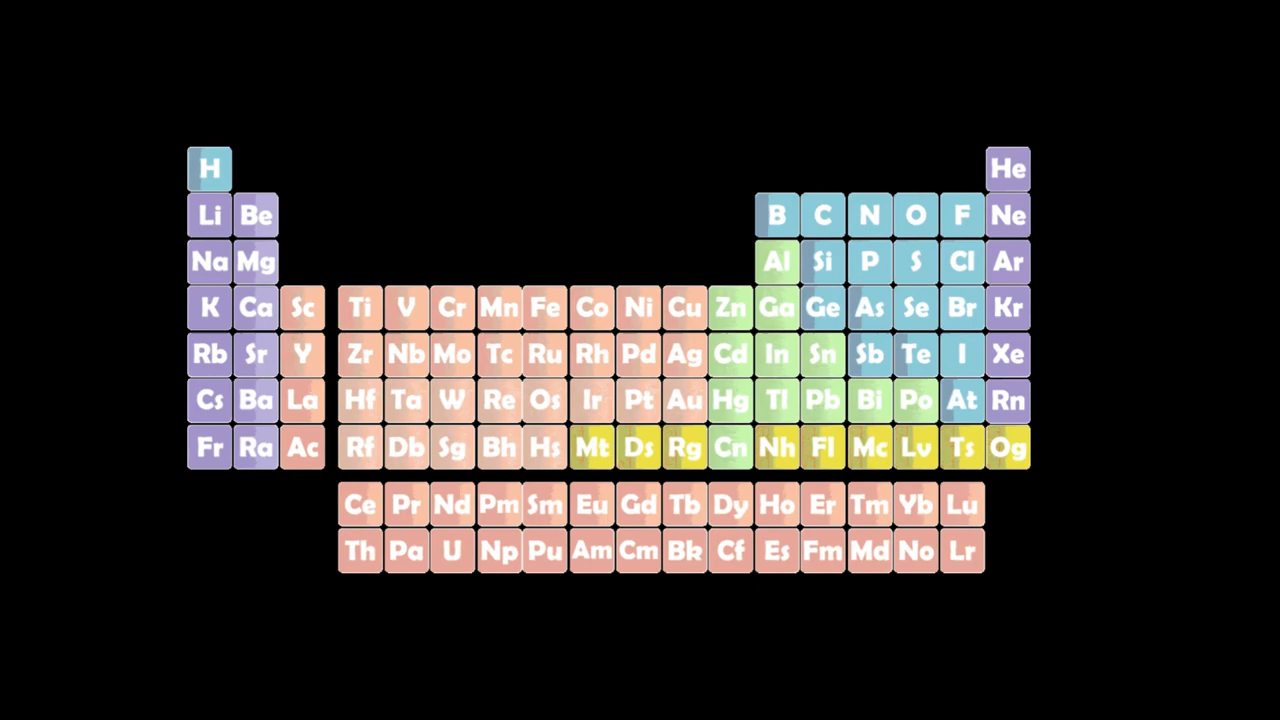 H He
Li Be B C N O F Ne
Na Mg Al Si P S Cl Ar
K Ca Sc Ti V Cr Mn Fe Co Ni Cu Zn Ga Ge As Se Br Kr
Rb Sr Y Zr Nb Mo Tc Ru Rh Pd Ag Cd In Sn Sb Te I Xe
Cs Ba La Hf Ta W Re Os Ir Pt Au Hg Tl Pb Bi Po At Rn
Fr Ra Ac Rf Db Sg Bh Hs Mt Ds Rg Cn Nh Fl Mc Lv Ts Og
Ce Pr Nd Pm Sm Eu Gd Tb Dy Ho Er Tm Yb Lu
Th Pa U Np Pu Am Cm Bk Cf Es Fm Md No Lr